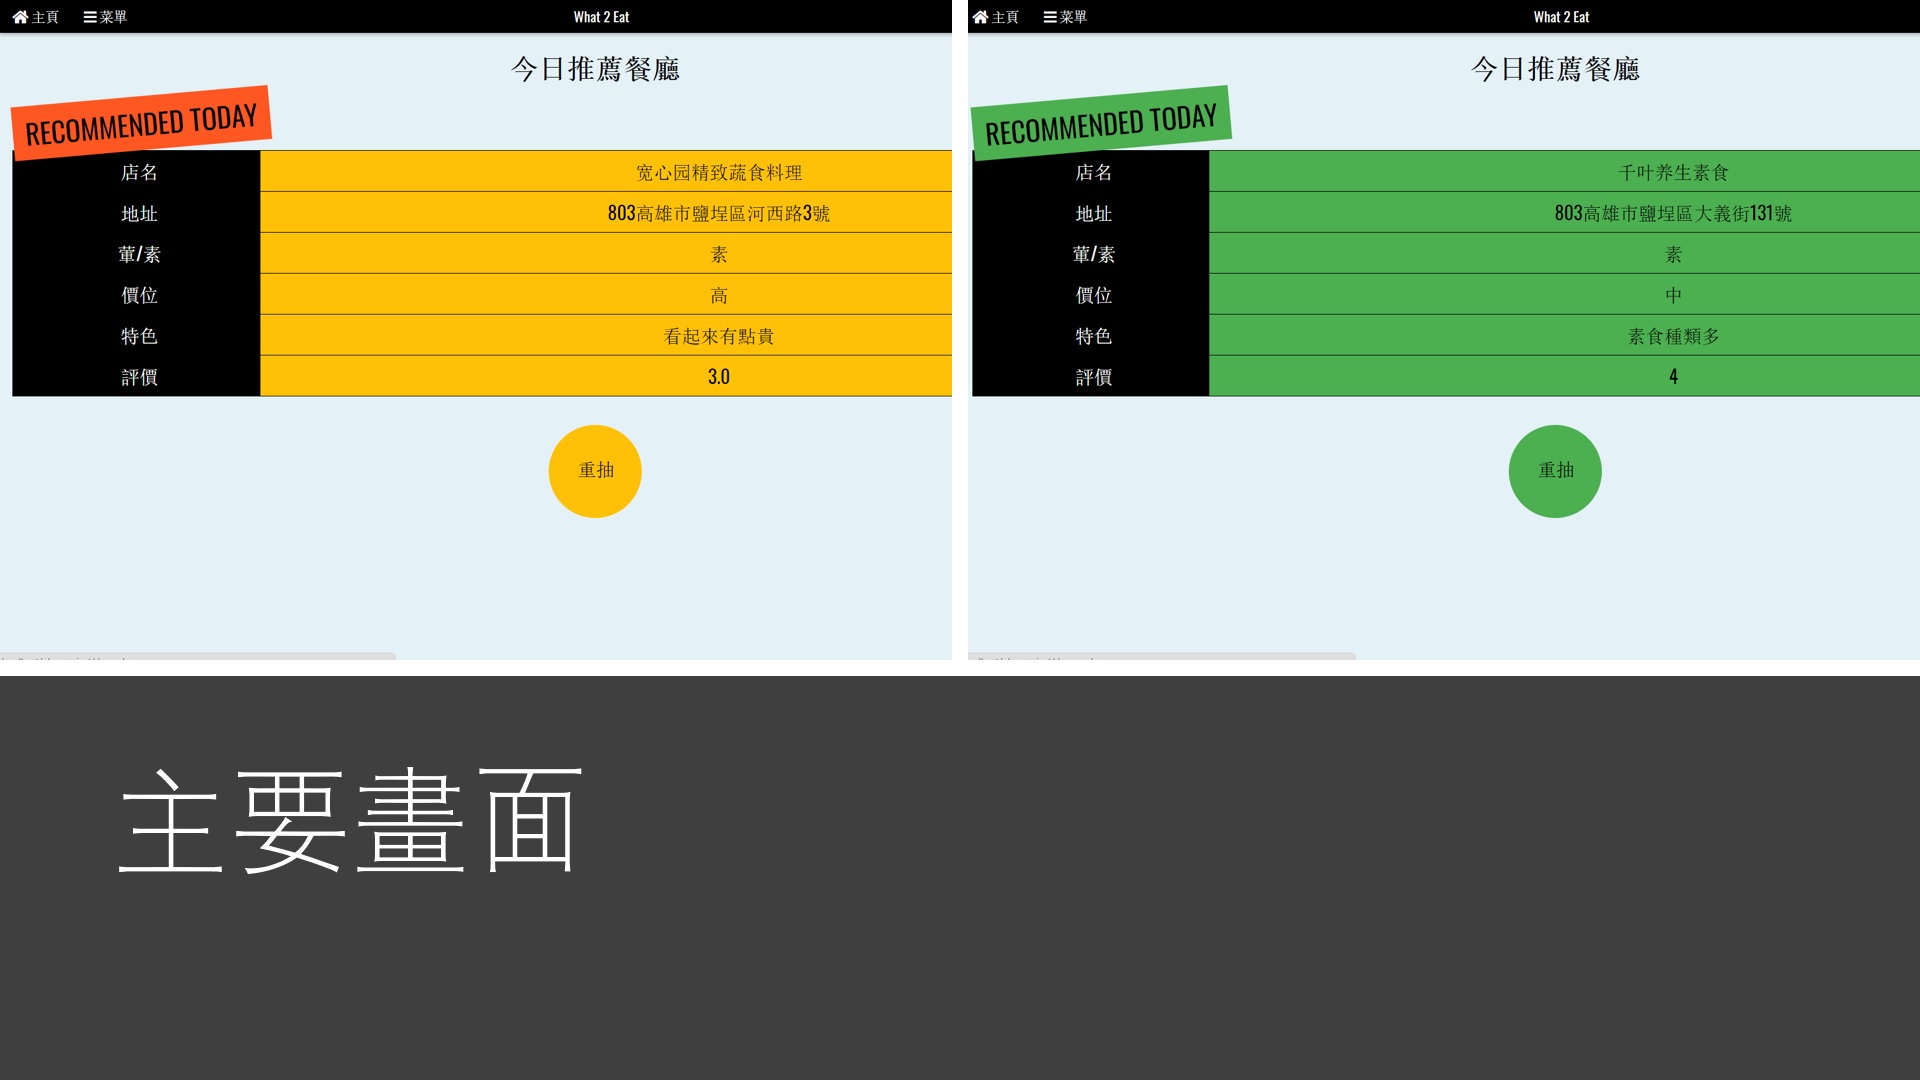 主頁 菜單 What 2 Eat
今日推薦餐廳
RECOMMENDED TODAY
店名 宽心园精致蔬食料理
地址 803高雄市鹽埕區河西路3號
葷/素 素
價位 高
特色 看起來有點貴
評價 3.0
重抽
主頁 菜單 What 2 Eat
今日推薦餐廳
RECOMMENDED TODAY
店名 千叶养生素食
地址 803高雄市鹽埕區大義街131號
葷/素 素
價位 中
特色 素食種類多
評價 4
重抽
主要畫面